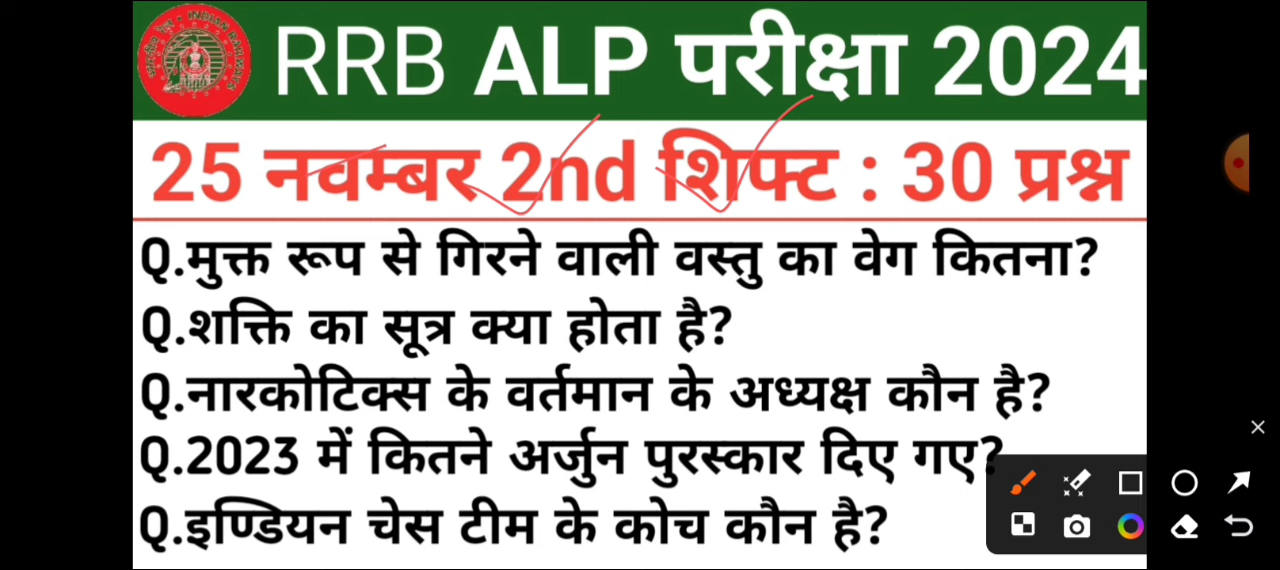 RRB ALP परीक्षा 2024
25 नवम्बर 2nd शिफ्ट : 30 प्रश्न
Q.मुक्त रूप से गिरने वाली वस्तु का वेग कितना?
Q.शक्ति का सूत्र क्या होता है?
Q.नारकोटिक्स के वर्तमान के अध्यक्ष कौन है?
Q.2023 में कितने अर्जुन पुरस्कार दिए गए?
Q.इण्डियन चेस टीम के कोच कौन है?